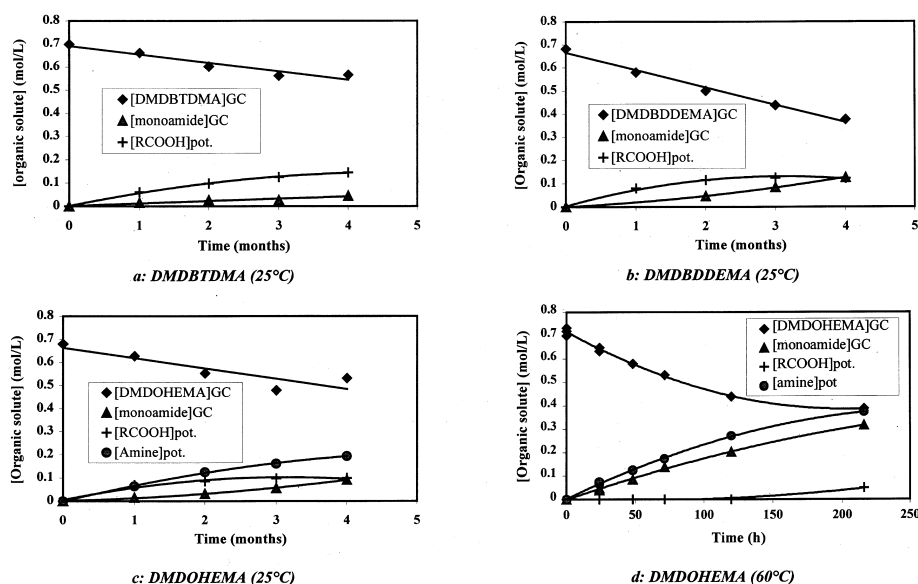 [organic solute] (mol/L)
0.8
0.7
0.6
0.5
0.4
0.3
0.2
0.1
0
[DMDBTDMA]GC
[monoamide]GC
[RCOOH]pot.
0 1 2 3 4 5
Time (months)
a: DMDBTDMA (25°C)
[Organic solute] (mol/L)
0.8
0.7
0.6
0.5
0.4
0.3
0.2
0.1
0
[DMDBDDEMA]GC
[monoamide]GC
[RCOOH]pot.
0 1 2 3 4 5
Time (months)
b: DMDBDDEMA (25°C)
[Organic solute] (mol/L)
0.8
0.7
0.6
0.5
0.4
0.3
0.2
0.1
0
[DMDOHEMA]GC
[monoamide]GC
[RCOOH]pot.
[Amine]pot.
0 1 2 3 4 5
Time (months)
c: DMDOHEMA (25°C)
[Organic solute] (mol/L)
0.8
0.7
0.6
0.5
0.4
0.3
0.2
0.1
0
[DMDOHEMA]GC
[monoamide]GC
[RCOOH]pot.
[amine]pot
0 50 100 150 200 250
Time (h)
d: DMDOHEMA (60°C)